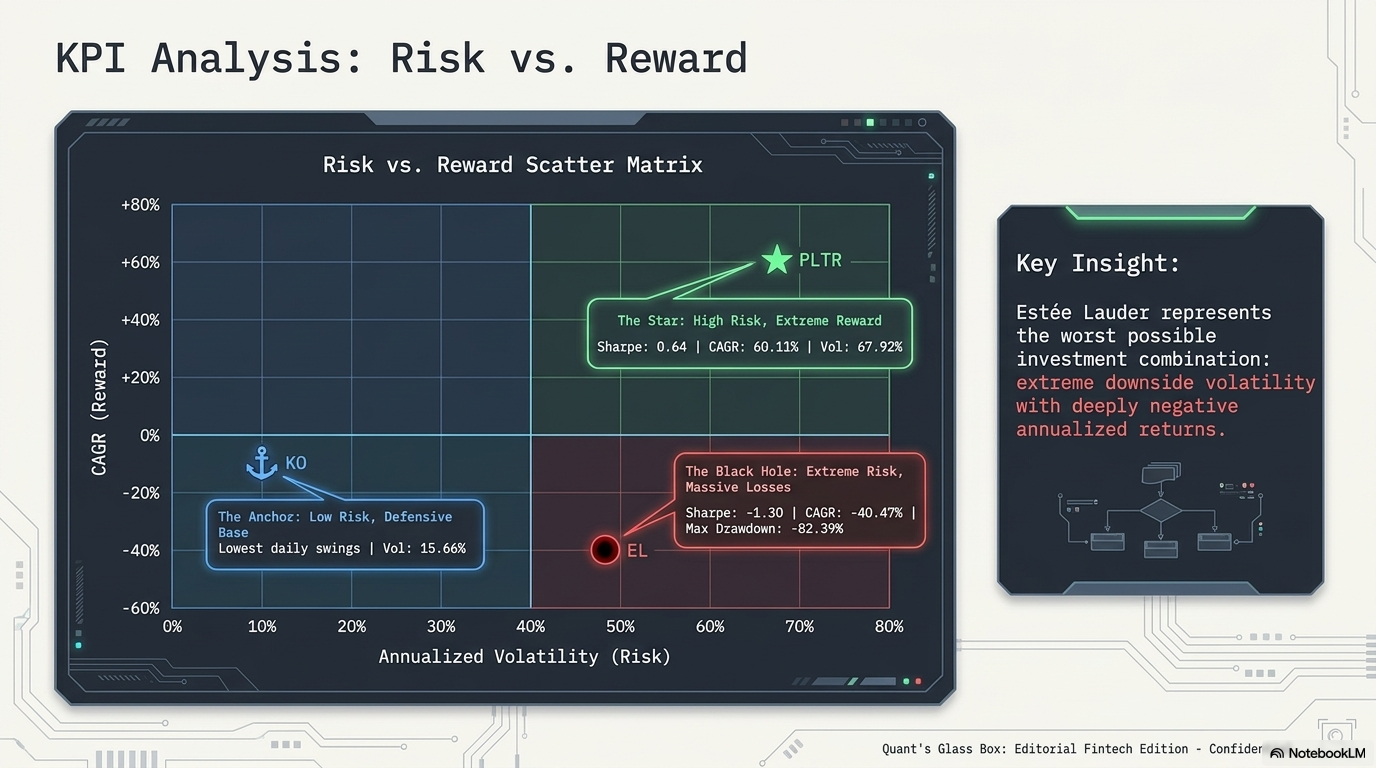 KPI Analysis: Risk vs. Reward
Risk vs. Reward Scatter Matrix
CAGR (Reward)
+80%
+60%
+40%
+20%
0%
-20%
-40%
-60%
PLTR
The Star: High Risk, Extreme Reward
Sharpe: 0.64 | CAGR: 60.11% | Vol: 67.92%
KO
The Anchor: Low Risk, Defensive
Base
Lowest daily swings | Vol: 15.66%
The Black Hole: Extreme Risk,
Massive Losses
Sharpe: -1.30 | CAGR: -40.47% |
Max Dzawdown: -82.39%
EL
0% 10% 20% 30% 40% 50% 60% 70% 80%
Annualized Volatility (Risk)
Key Insight:
Estée Lauder represents
the worst possible
investment combination:
extreme downside volatility
with deeply negative
annualized returns.
Quant's Glass Box: Editorial Fintech Edition -
NotebookLM